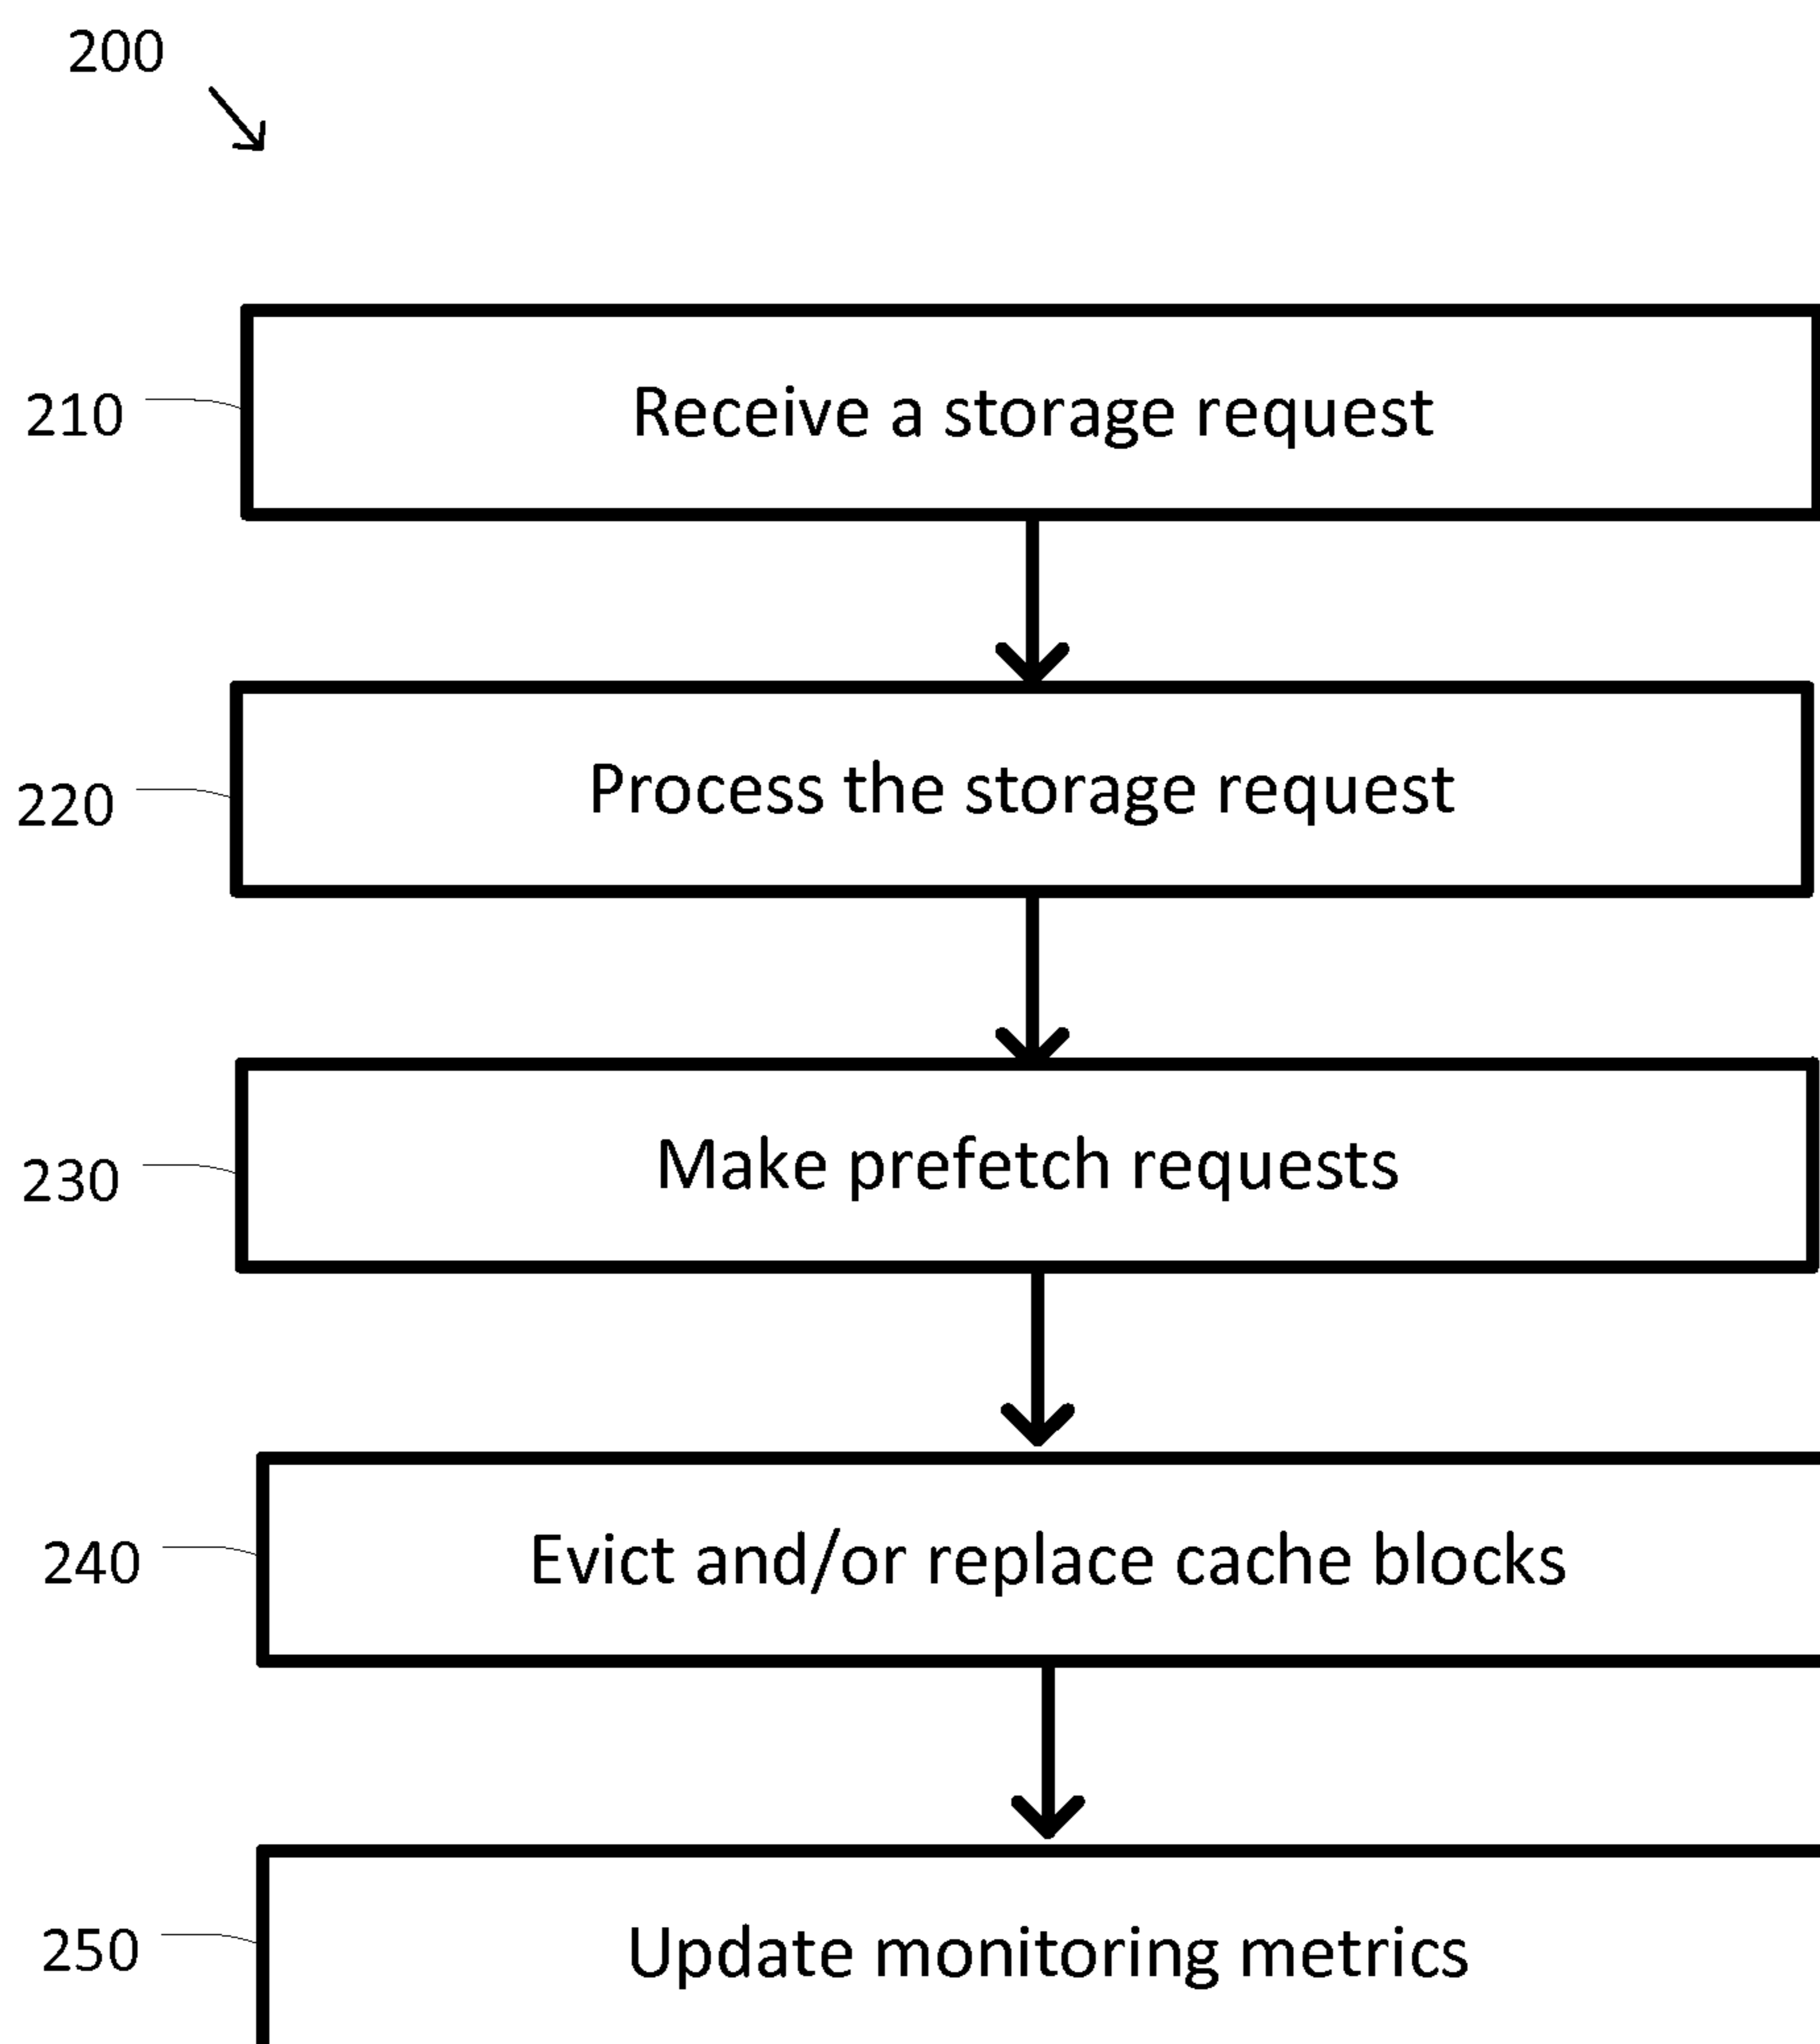 200
210
Receive a storage request
220
Process the storage request
230
Make prefetch requests
240
Evict and/or replace cache blocks
250
Update monitoring metrics